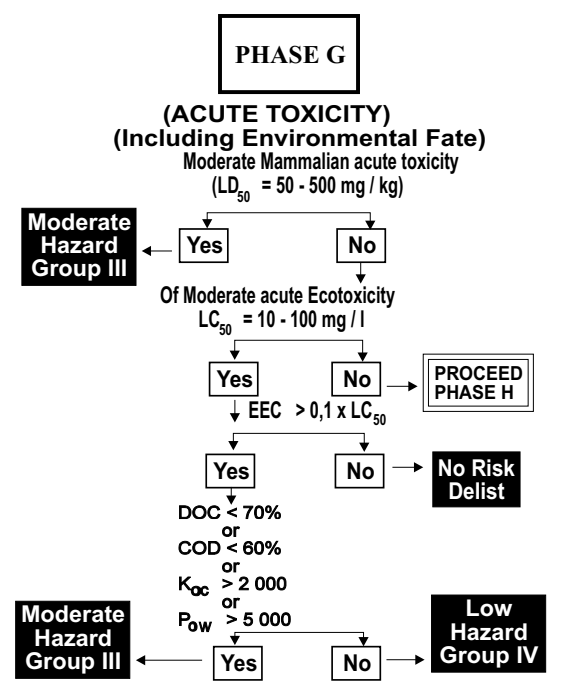 PHASE G
(ACUTE TOXICITY)
(Including Environmental Fate)
Moderate Mammalian acute toxicity
(LD50 = 50 - 500 mg / kg)
Moderate
Hazard
Group III
Yes
No
Of Moderate acute Ecotoxicity
LC50 = 10 - 100 mg / l
Yes
No
PROCEED
PHASE H
EEC > 0,1 x LC50
Yes
No
No Risk
Delist
DOC < 70%
or
COD < 60%
or
Koc > 2 000
or
Pow > 5 000
Moderate
Hazard
Group III
Yes
No
Low
Hazard
Group IV